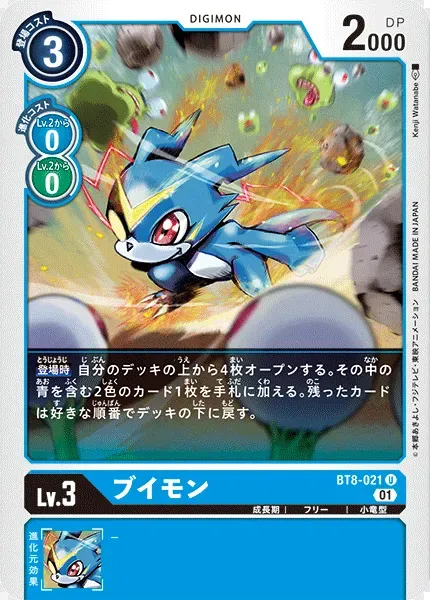 登場コスト
3
DIGIMON
DP
2000
進化コスト
Lv.2から
0
Lv.2から
0
Kenji Watanabe
©本郷あきよし・フジテレビ・東映アニメーション BANDAI MADE IN JAPAN
登場時 自分のデッキの上から4枚オープンする。その中の
青を含む2色のカード1枚を手札に加える。残ったカード
は好きな順番でデッキの下に戻す。
BT8-021 U
Lv.3
ブイモン
01
成長期 | フリー | 小竜型
進化元効果
–